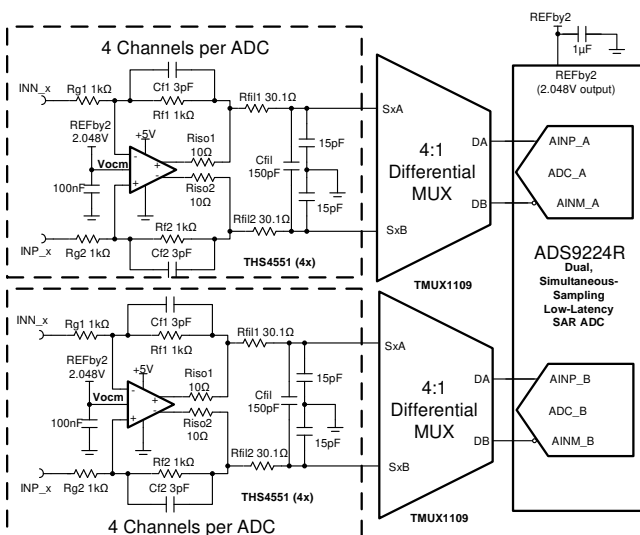 4 Channels per ADC
INN_x
Rg1 1kΩ
Cf1 3pF
Rf1 1kΩ
REFby2
2.048V
+5V
Vocm
Riso1
10Ω
Riso2
10Ω
100nF
INP_x
Rg2 1kΩ
Rf2 1kΩ
Cf2 3pF
Rfil1 30.1Ω
Cfil
150pF
15pF
15pF
Rfil2 30.1Ω
THS4551 (4x)
SxA
SxB
4:1
Differential
MUX
DA
DB
TMUX1109
REFby2
1µF
REFby2
(2.048V output)
AINP_A
ADC_A
AINM_A
ADS9224R
Dual,
Simultaneous-
Sampling
Low-Latency
SAR ADC
INN_x
Rg1 1kΩ
Cf1 3pF
Rf1 1kΩ
REFby2
2.048V
+5V
Vocm
Riso1
10Ω
Riso2
10Ω
100nF
INP_x
Rg2 1kΩ
Rf2 1kΩ
Cf2 3pF
Rfil1 30.1Ω
Cfil
150pF
15pF
15pF
Rfil2 30.1Ω
THS4551 (4x)
4 Channels per ADC
SxA
SxB
4:1
Differential
MUX
DA
DB
TMUX1109
AINP_B
ADC_B
AINM_B
- + + -
- + + -